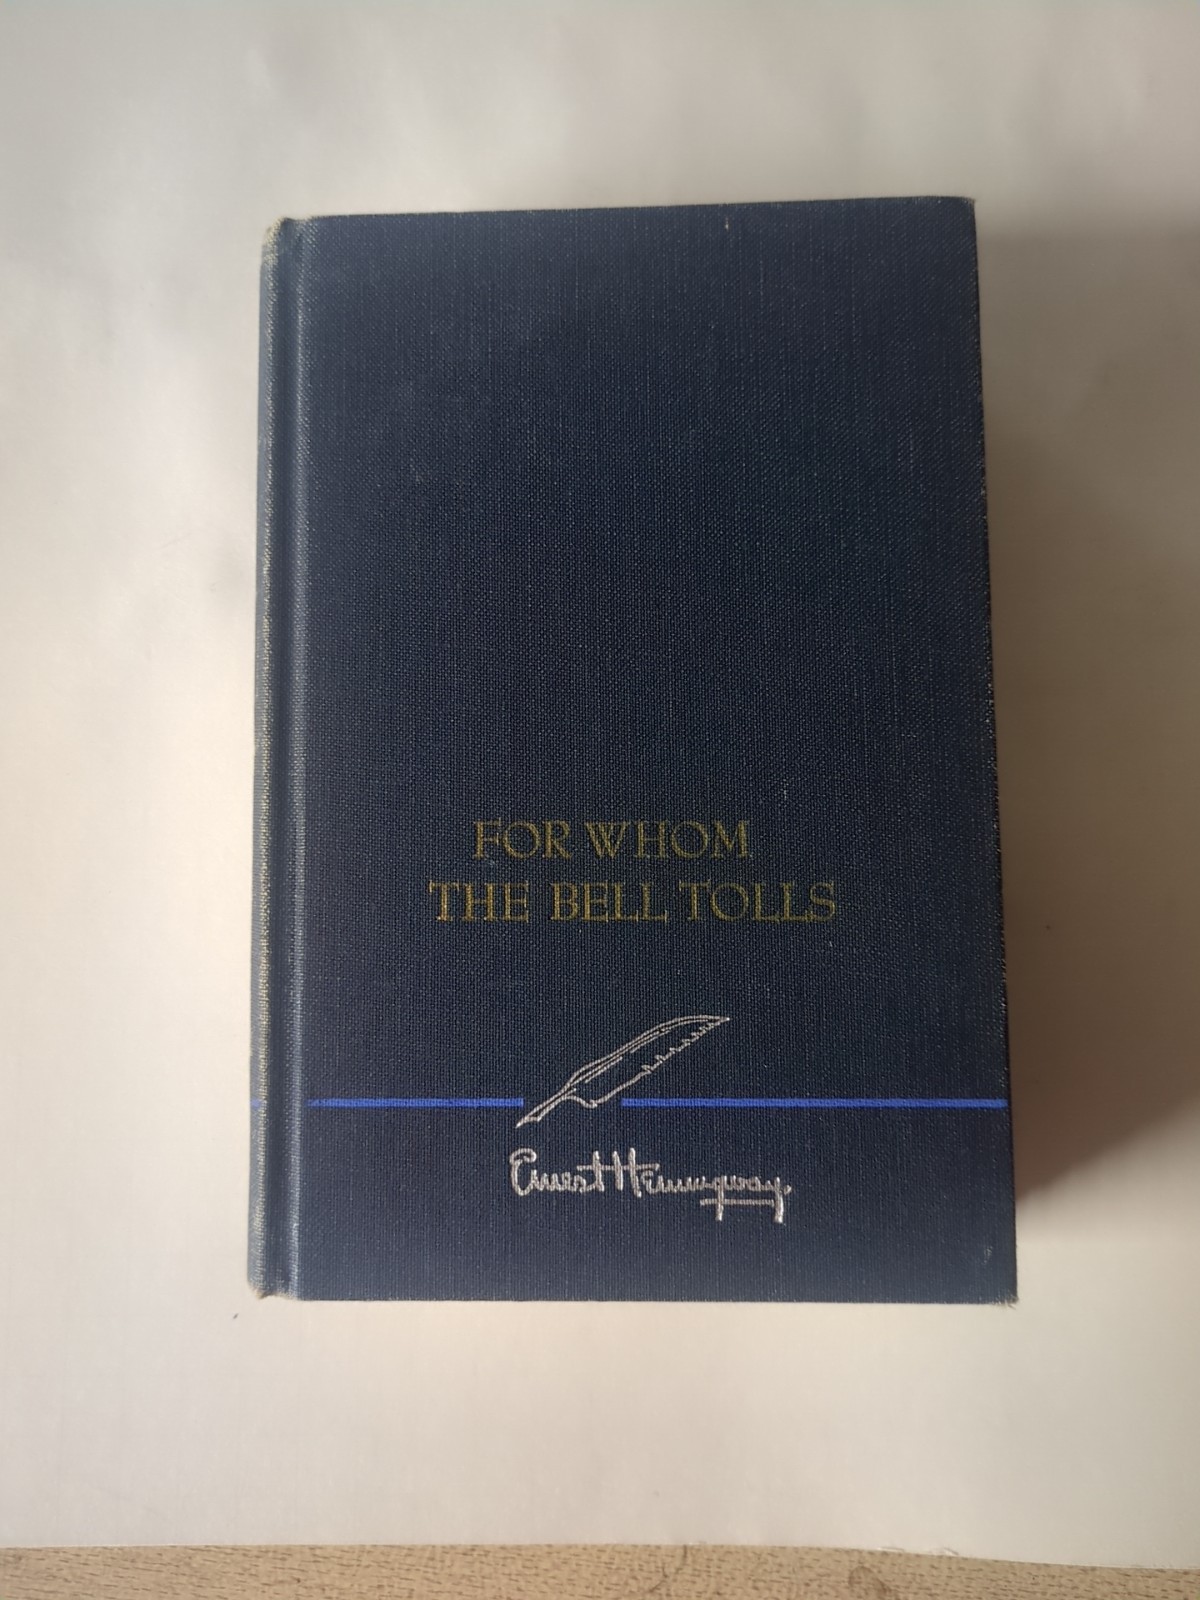 FOR WHOM
THE BELL TOLLS
Ernest Hemingway